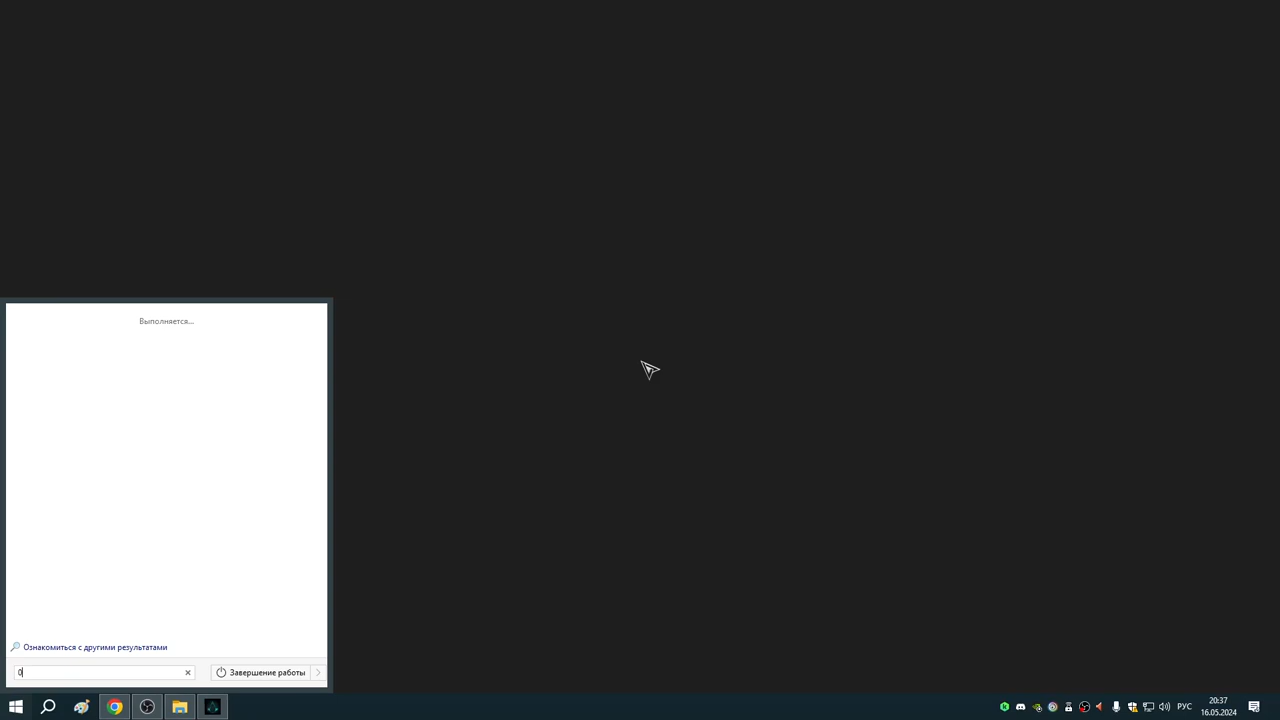 Выполняется...
Ознакомиться с другими результатами
0
Завершение работы
РУС
20:37
16.05.2024